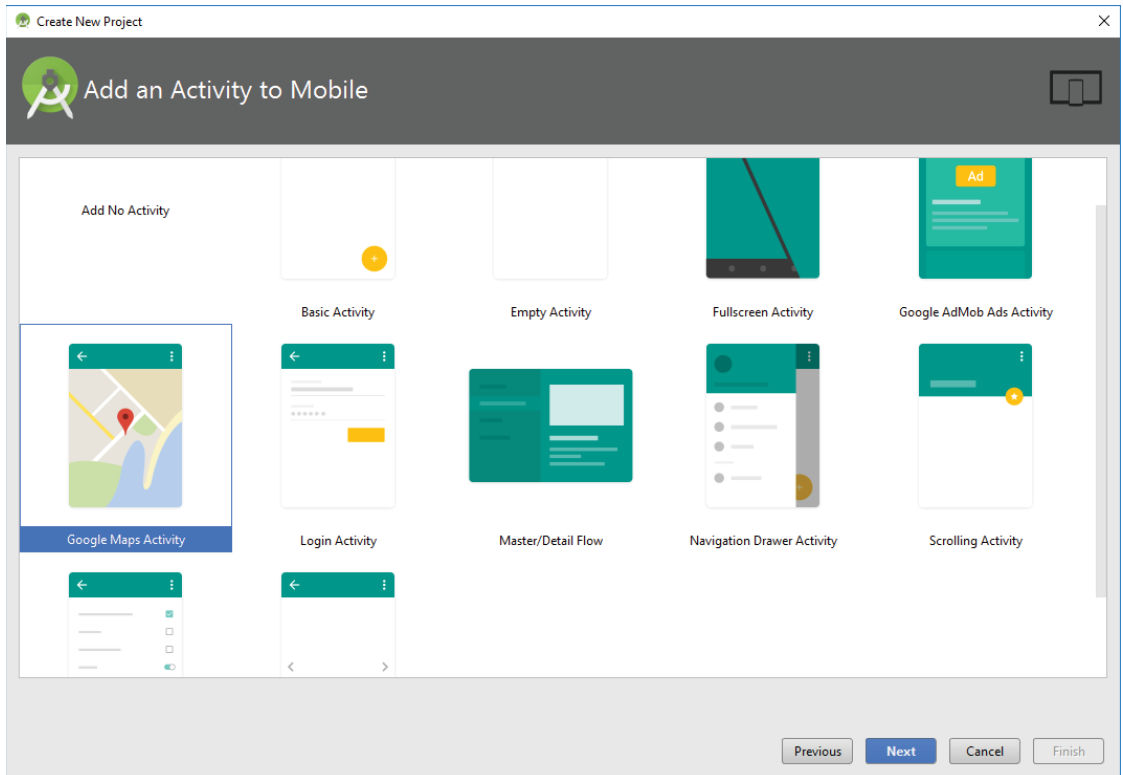 Create New Project
Add an Activity to Mobile
Ad
Add No Activity
Basic Activity
Empty Activity
Fullscreen Activity
Google AdMob Ads Activity
Google Maps Activity
Login Activity
Master/Detail Flow
Navigation Drawer Activity
Scrolling Activity
Previous
Next
Cancel
Finish